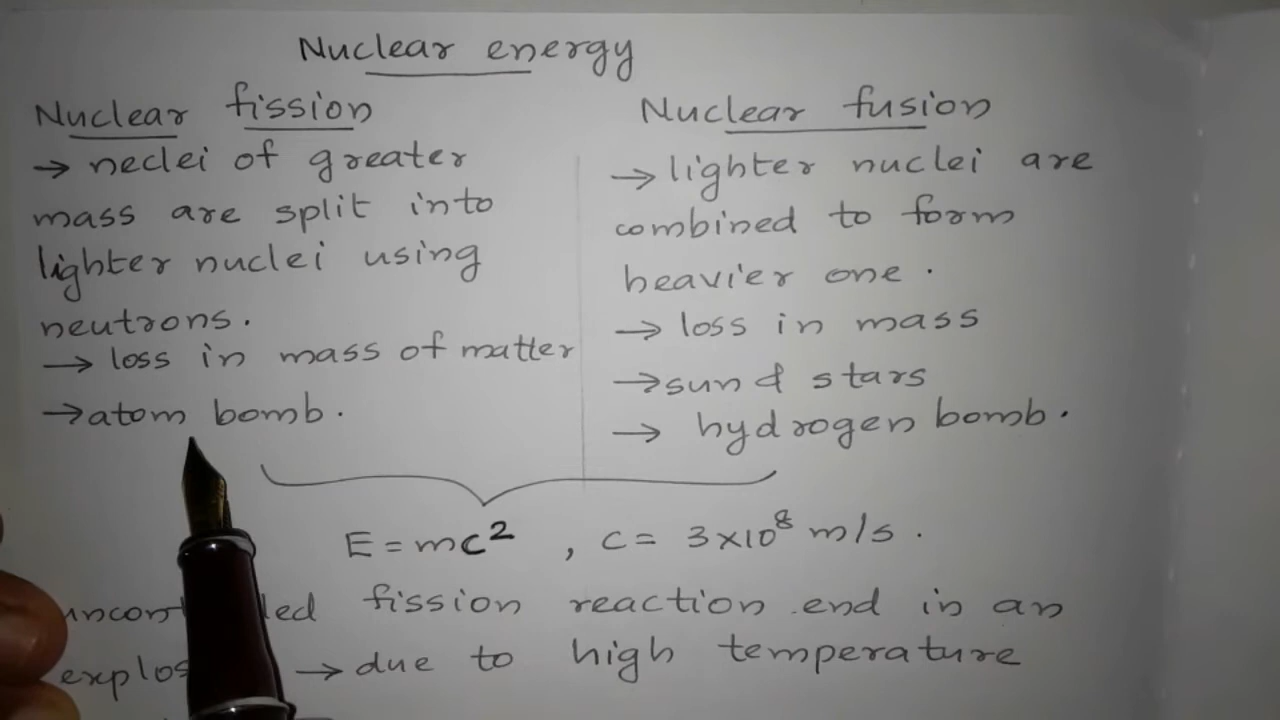 Nuclear energy
Nuclear fission
→ neclei of greater
mass are split into
lighter nuclei using
neutrons.
→ loss in mass of matter
→ atom bomb.
Nuclear fusion
→ lighter nuclei are
combined to form
heavier one.
→ loss in mass
→ sun & stars
→ hydrogen bomb.
E = mc², c = 3×10⁸ m/s.
fission reaction end in an
→ due to high temperature